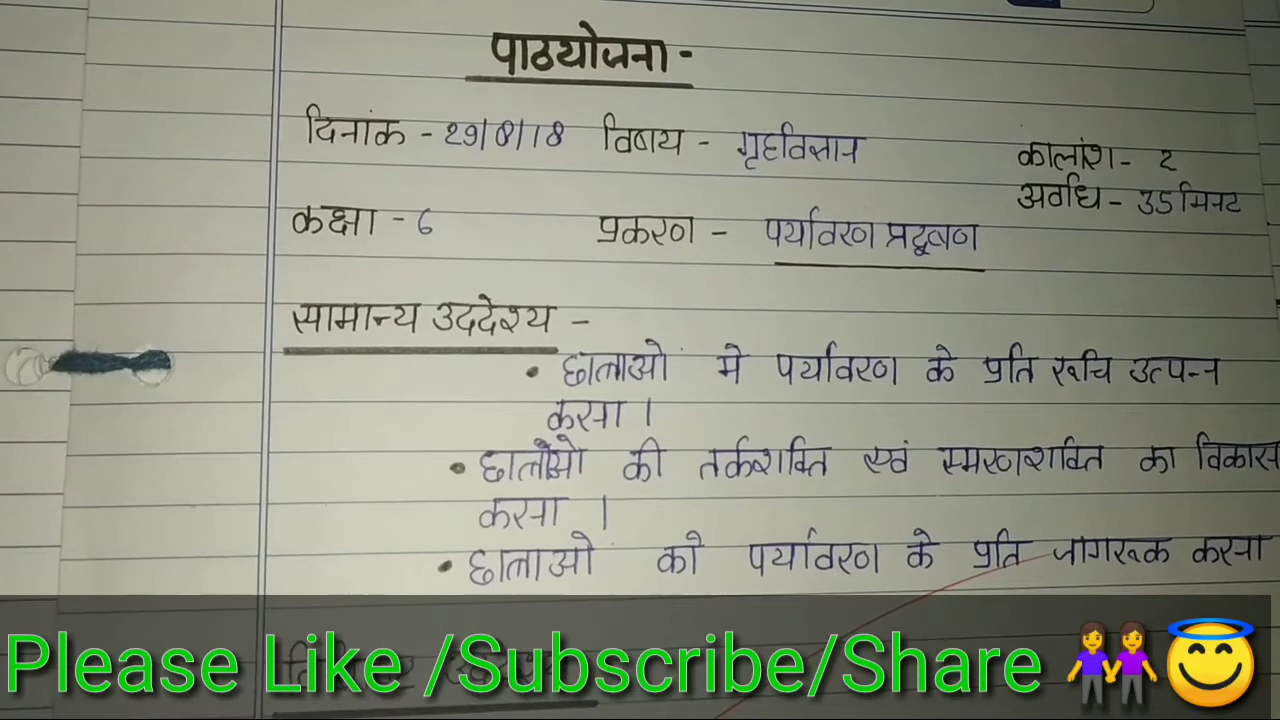 पाठयोजना -
दिनांक - 29/8/18 विषय - गृहविज्ञान कालांश - 2
अवधि - 35 मिनट
कक्षा - 6 प्रकरण - पर्यावरण प्रदूषण
सामान्य उददेश्य -
• छात्राओं में पर्यावरण के प्रति रूचि उत्पन्न
करना ।
• छात्राओं की तर्कशक्ति एवं स्मरणशक्ति का विकास
करना ।
• छात्राओं को पर्यावरण के प्रति जागरूक करना
Please Like /Subscribe/Share